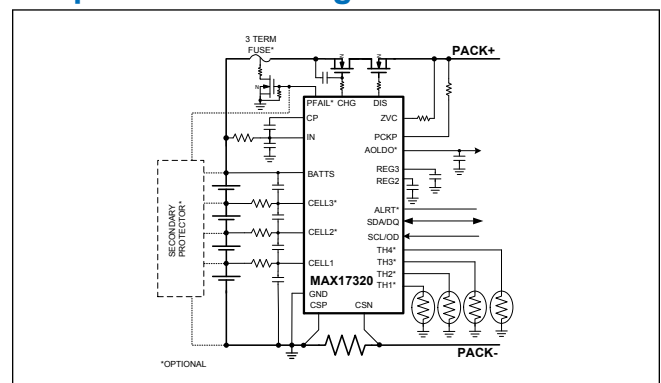 3 TERM
FUSE*
PACK+
N
N
N
PFAIL* CHG DIS
CP
ZVC
IN
PCKP
AOLDO*
BATTS
REG3
REG2
SECONDARY
PROTECTOR*
CELL3*
ALRT*
SDA/DQ
CELL2*
SCL/OD
TH4*
TH3*
CELL1
TH2*
MAX17320
TH1*
GND
CSP CSN
*OPTIONAL
PACK-